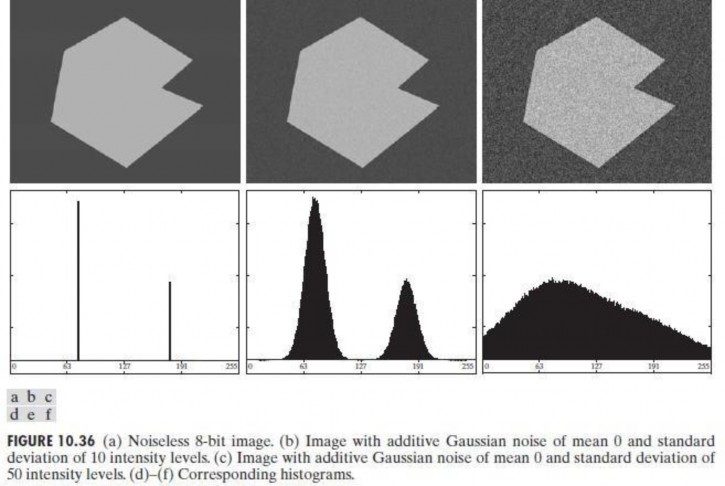 0 63 127 191 255 0 63 127 191 255 0 63 127 191 255
a b c
d e f
FIGURE 10.36 (a) Noiseless 8-bit image. (b) Image with additive Gaussian noise of mean 0 and standard
deviation of 10 intensity levels. (c) Image with additive Gaussian noise of mean 0 and standard deviation of
50 intensity levels. (d)–(f) Corresponding histograms.